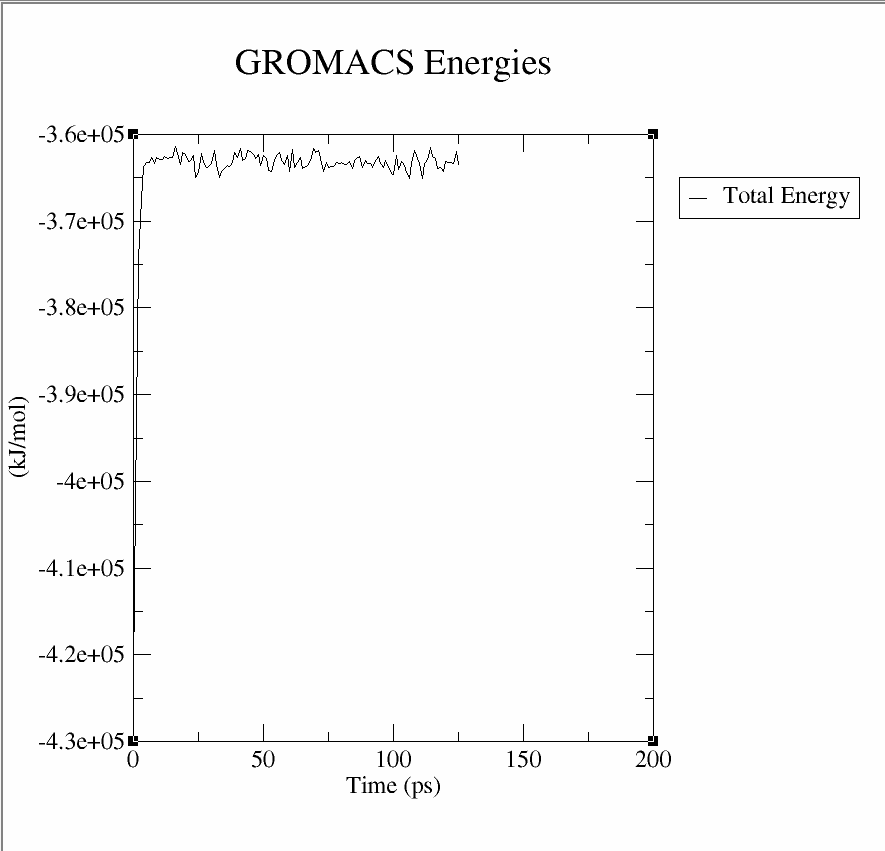 GROMACS Energies
-3.6e+05
-3.7e+05
-3.8e+05
-3.9e+05
-4e+05
-4.1e+05
-4.2e+05
-4.3e+05
(kJ/mol)
Total Energy
0 50 100 150 200
Time (ps)